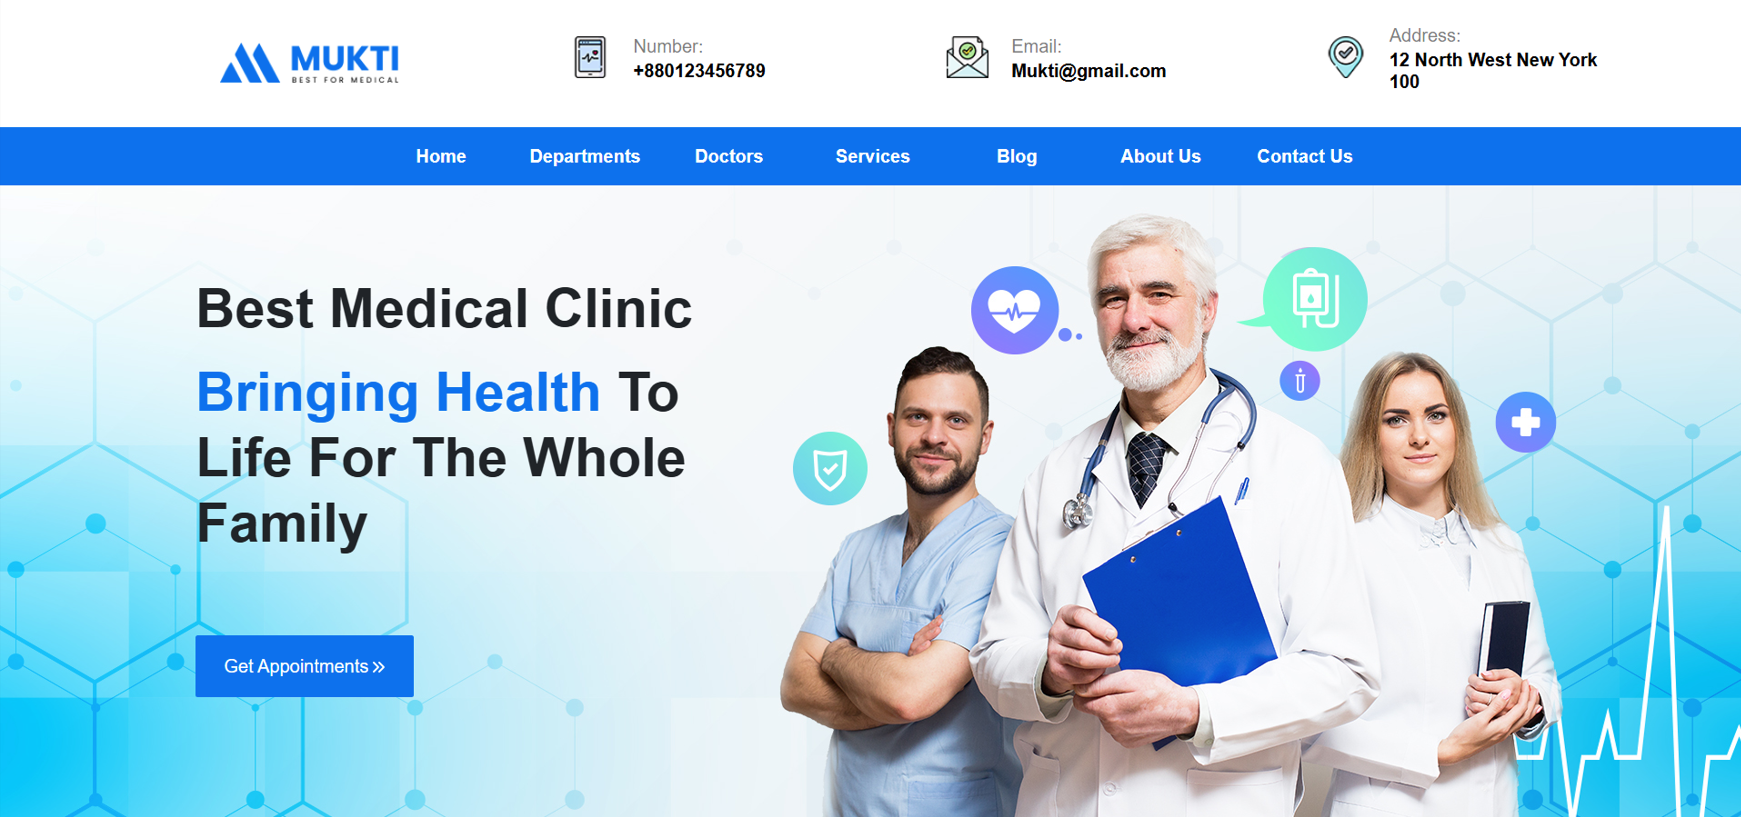 MUKTI
BEST FOR MEDICAL
Number:
+880123456789
Email:
Mukti@gmail.com
Address:
12 North West New York
100
Home Departments Doctors Services Blog About Us Contact Us
Best Medical Clinic
Bringing Health To
Life For The Whole
Family
Get Appointments »